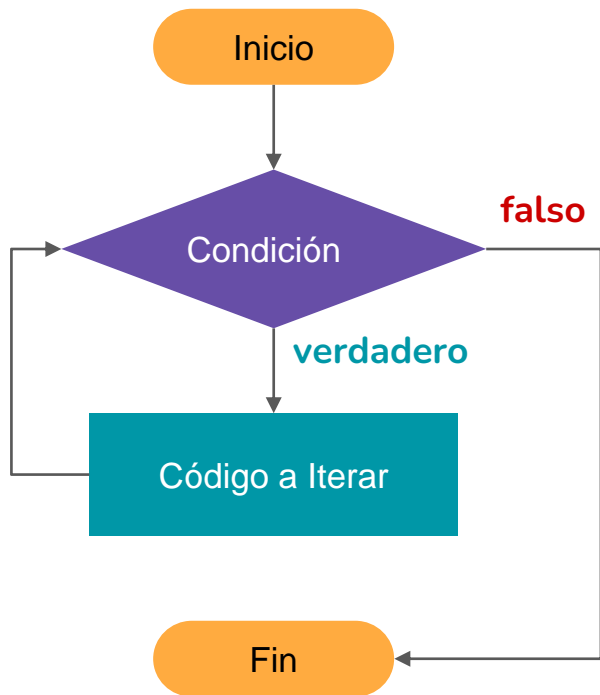 Inicio
falso
Condición
verdadero
Código a Iterar
Fin